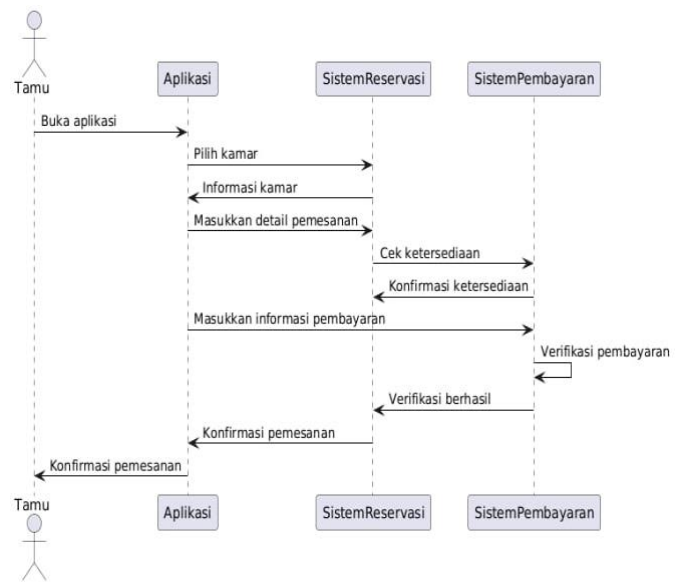 Tamu
Aplikasi
SistemReservasi
SistemPembayaran
Buka aplikasi
Pilih kamar
Informasi kamar
Masukkan detail pemesanan
Cek ketersediaan
Konfirmasi ketersediaan
Masukkan informasi pembayaran
Verifikasi pembayaran
Verifikasi berhasil
Konfirmasi pemesanan
Konfirmasi pemesanan
Tamu
Aplikasi
SistemReservasi
SistemPembayaran